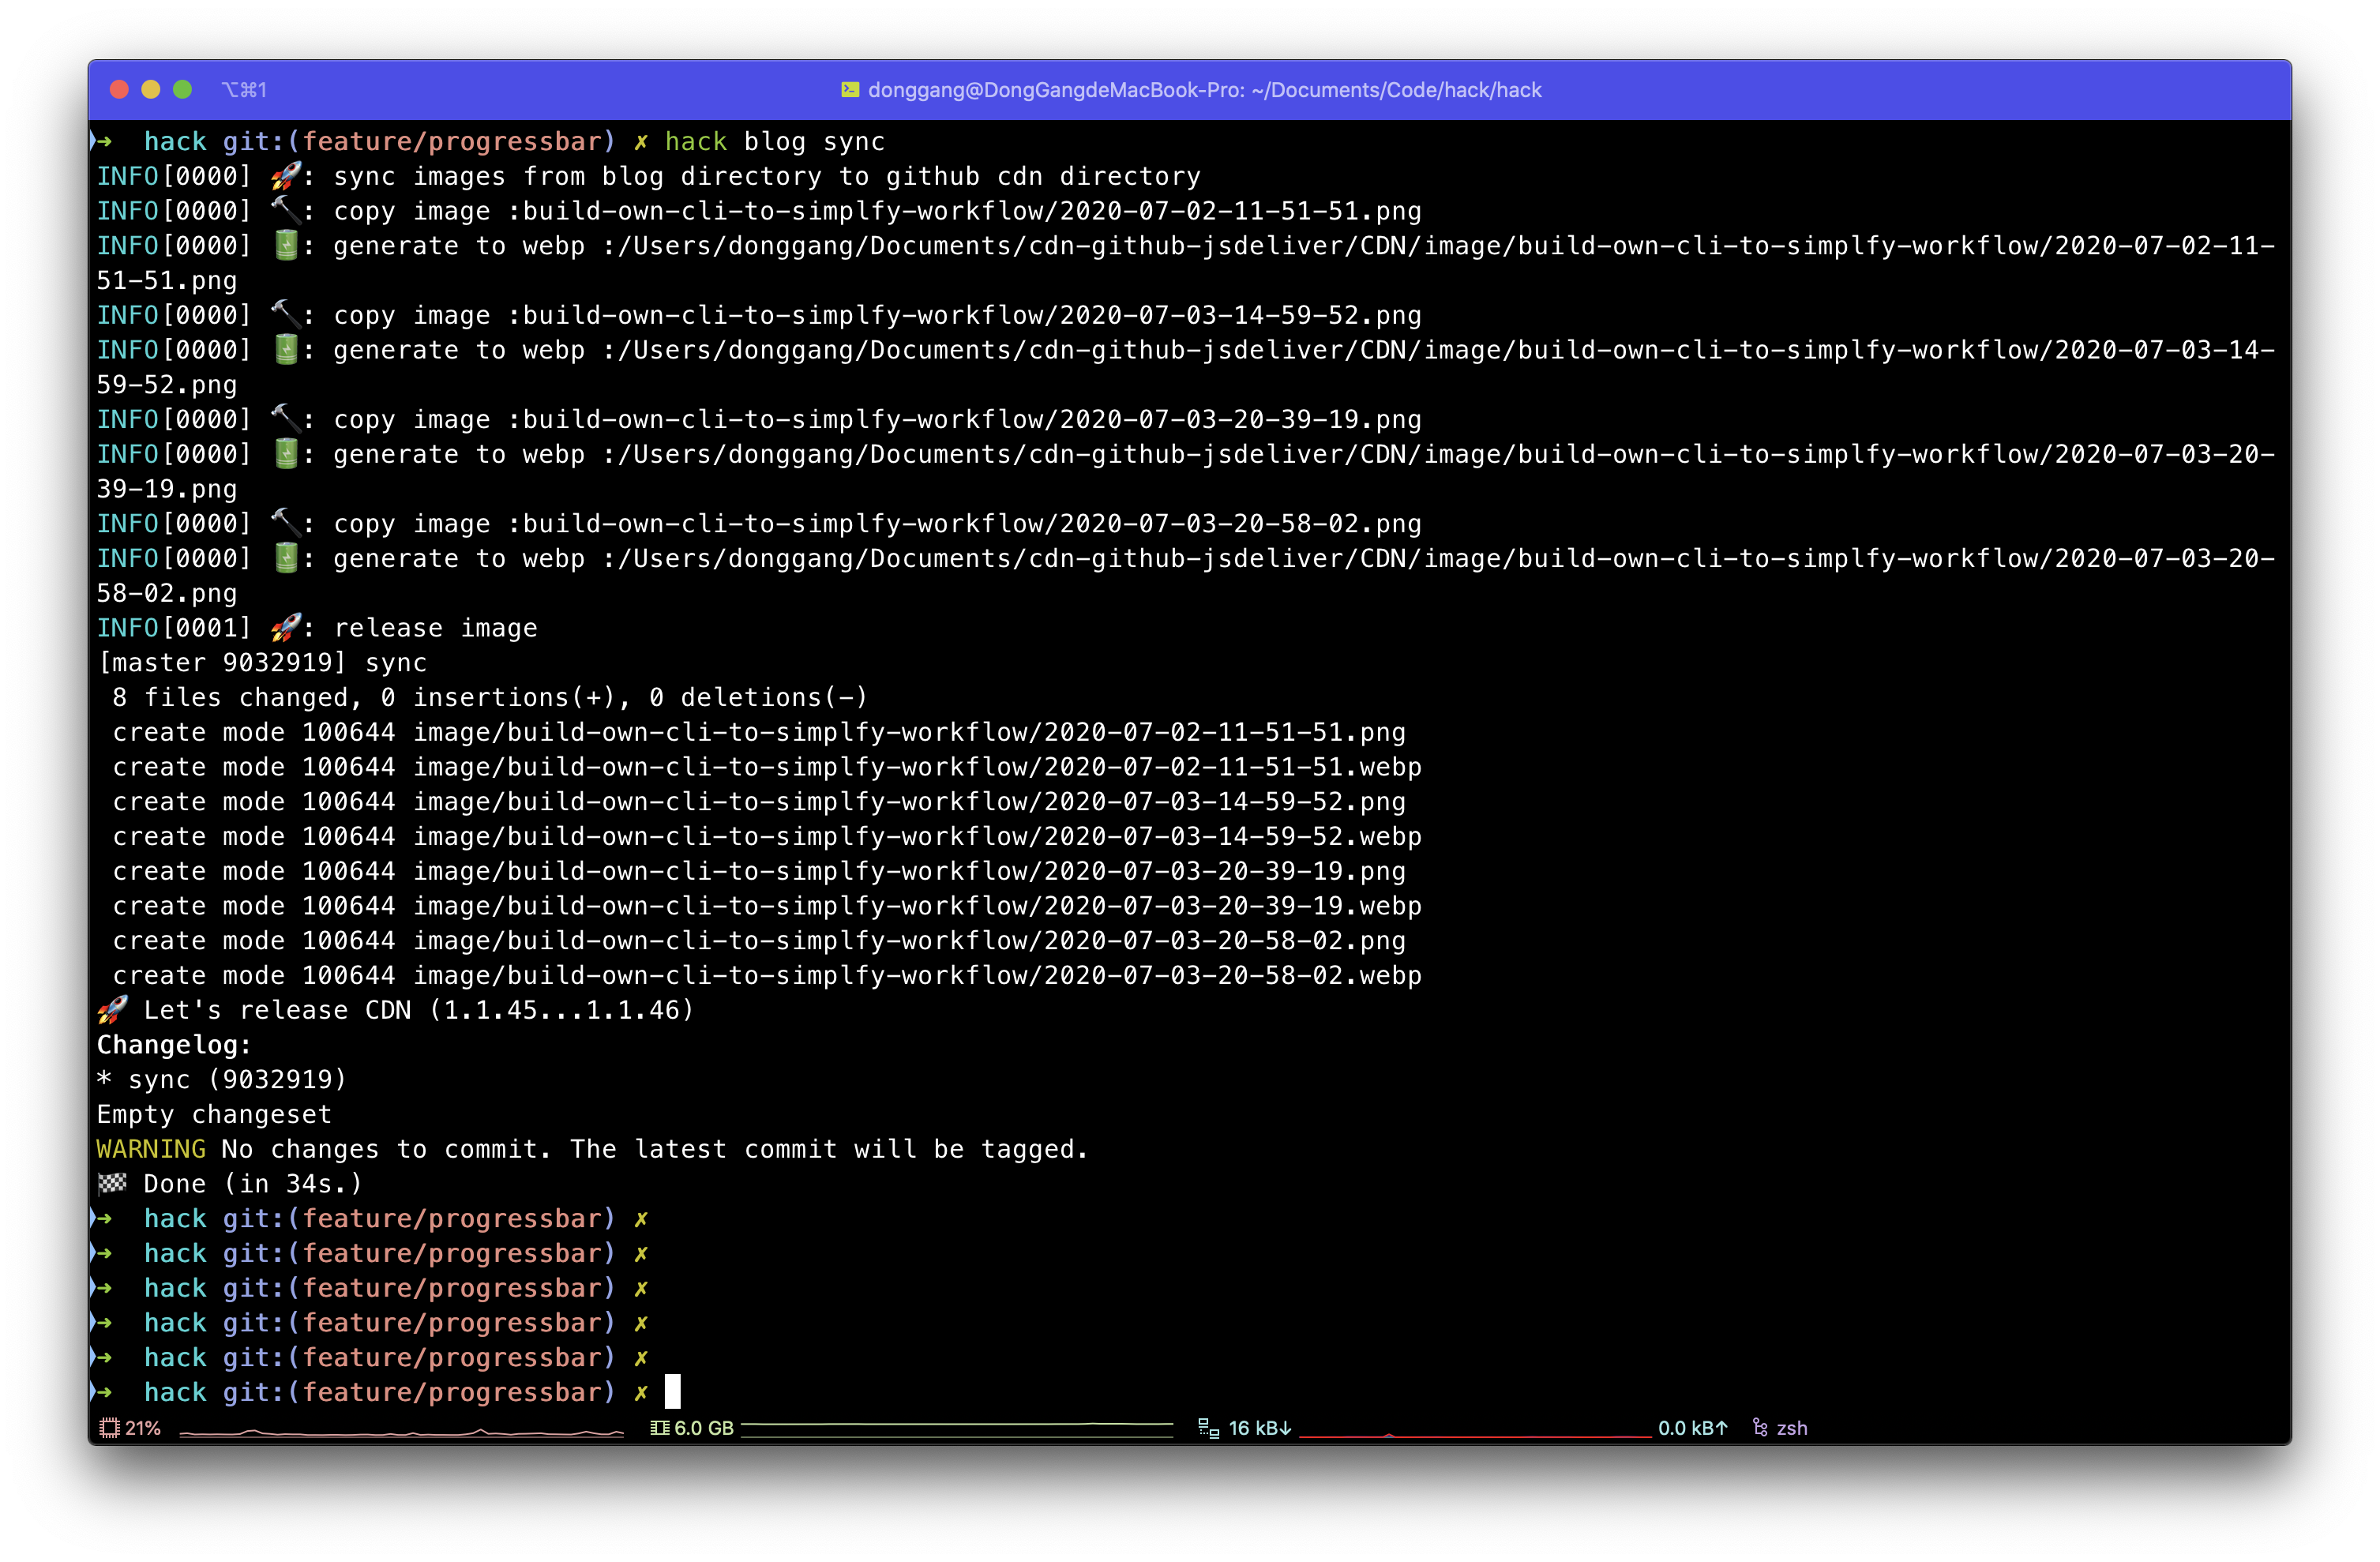 ⌥⌘1 donggang@DongGangdeMacBook-Pro: ~/Documents/Code/hack/hack
➜ hack git:(feature/progressbar) ✗ hack blog sync
INFO[0000] 🚀: sync images from blog directory to github cdn directory
INFO[0000] 🔨: copy image :build-own-cli-to-simplfy-workflow/2020-07-02-11-51-51.png
INFO[0000] 🔋: generate to webp :/Users/donggang/Documents/cdn-github-jsdeliver/CDN/image/build-own-cli-to-simplfy-workflow/2020-07-02-11-
51-51.png
INFO[0000] 🔨: copy image :build-own-cli-to-simplfy-workflow/2020-07-03-14-59-52.png
INFO[0000] 🔋: generate to webp :/Users/donggang/Documents/cdn-github-jsdeliver/CDN/image/build-own-cli-to-simplfy-workflow/2020-07-03-14-
59-52.png
INFO[0000] 🔨: copy image :build-own-cli-to-simplfy-workflow/2020-07-03-20-39-19.png
INFO[0000] 🔋: generate to webp :/Users/donggang/Documents/cdn-github-jsdeliver/CDN/image/build-own-cli-to-simplfy-workflow/2020-07-03-20-
39-19.png
INFO[0000] 🔨: copy image :build-own-cli-to-simplfy-workflow/2020-07-03-20-58-02.png
INFO[0000] 🔋: generate to webp :/Users/donggang/Documents/cdn-github-jsdeliver/CDN/image/build-own-cli-to-simplfy-workflow/2020-07-03-20-
58-02.png
INFO[0001] 🚀: release image
[master 9032919] sync
 8 files changed, 0 insertions(+), 0 deletions(-)
 create mode 100644 image/build-own-cli-to-simplfy-workflow/2020-07-02-11-51-51.png
 create mode 100644 image/build-own-cli-to-simplfy-workflow/2020-07-02-11-51-51.webp
 create mode 100644 image/build-own-cli-to-simplfy-workflow/2020-07-03-14-59-52.png
 create mode 100644 image/build-own-cli-to-simplfy-workflow/2020-07-03-14-59-52.webp
 create mode 100644 image/build-own-cli-to-simplfy-workflow/2020-07-03-20-39-19.png
 create mode 100644 image/build-own-cli-to-simplfy-workflow/2020-07-03-20-39-19.webp
 create mode 100644 image/build-own-cli-to-simplfy-workflow/2020-07-03-20-58-02.png
 create mode 100644 image/build-own-cli-to-simplfy-workflow/2020-07-03-20-58-02.webp
🚀 Let's release CDN (1.1.45...1.1.46)
Changelog:
* sync (9032919)
Empty changeset
WARNING No changes to commit. The latest commit will be tagged.
🏁 Done (in 34s.)
➜ hack git:(feature/progressbar) ✗
➜ hack git:(feature/progressbar) ✗
➜ hack git:(feature/progressbar) ✗
➜ hack git:(feature/progressbar) ✗
➜ hack git:(feature/progressbar) ✗
➜ hack git:(feature/progressbar) ✗
21% 6.0 GB 16 kB↓ 0.0 kB↑ zsh